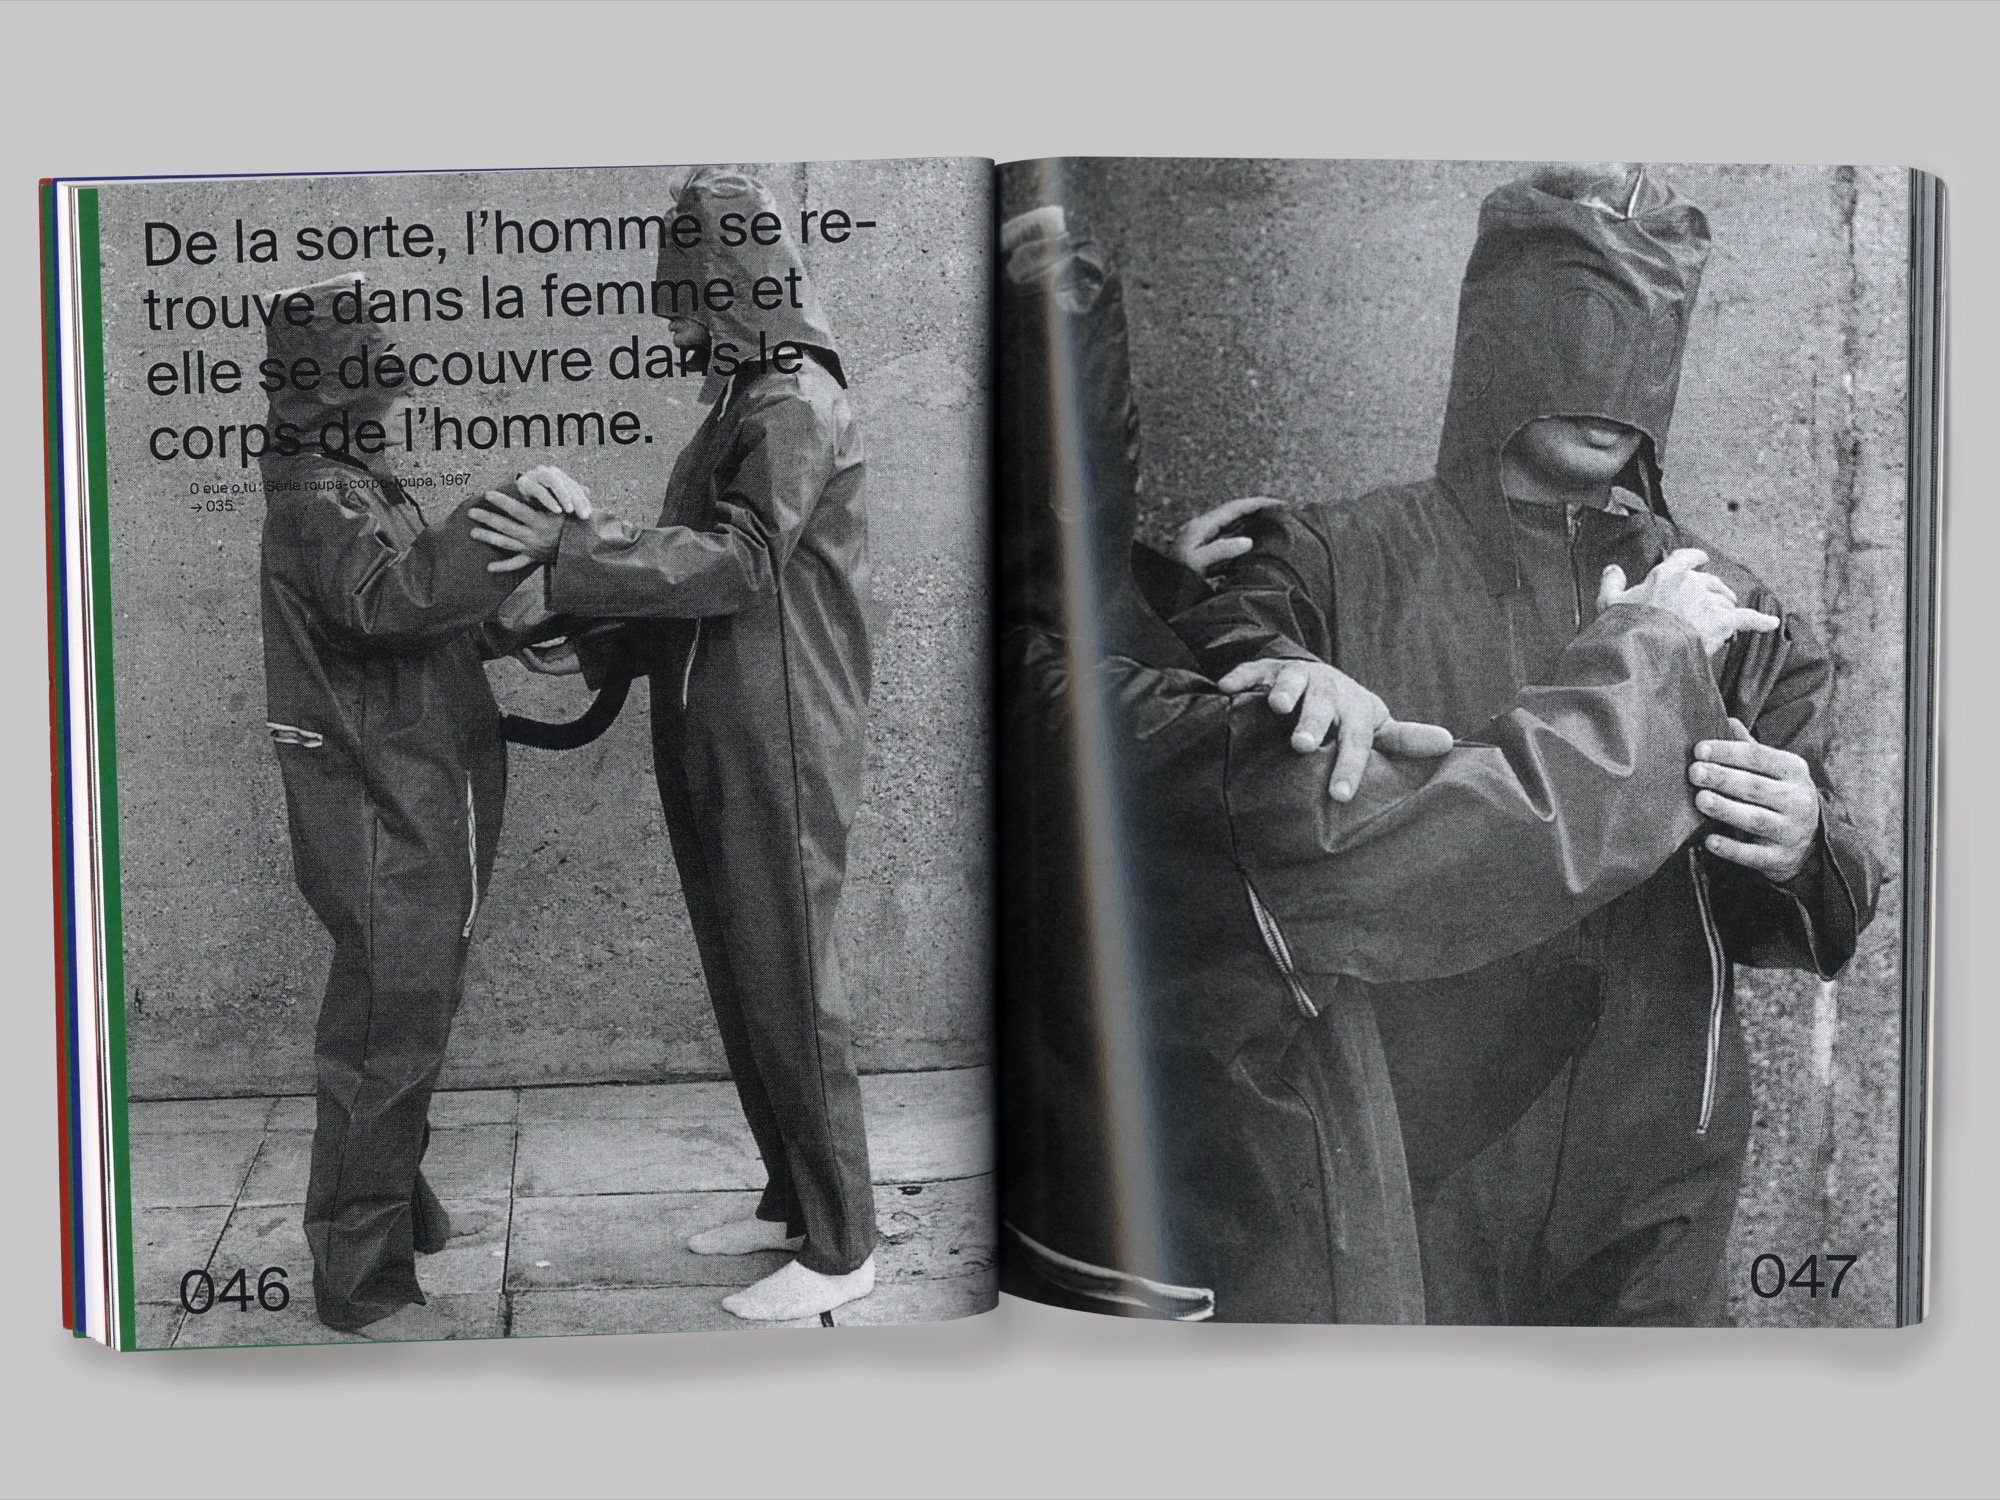 De la sorte, l’homme se re-
trouve dans la femme et
elle se découvre dans le
corps de l’homme.
O eue o tu: Série roupa-corpo-roupa, 1967
→ 035
046
047